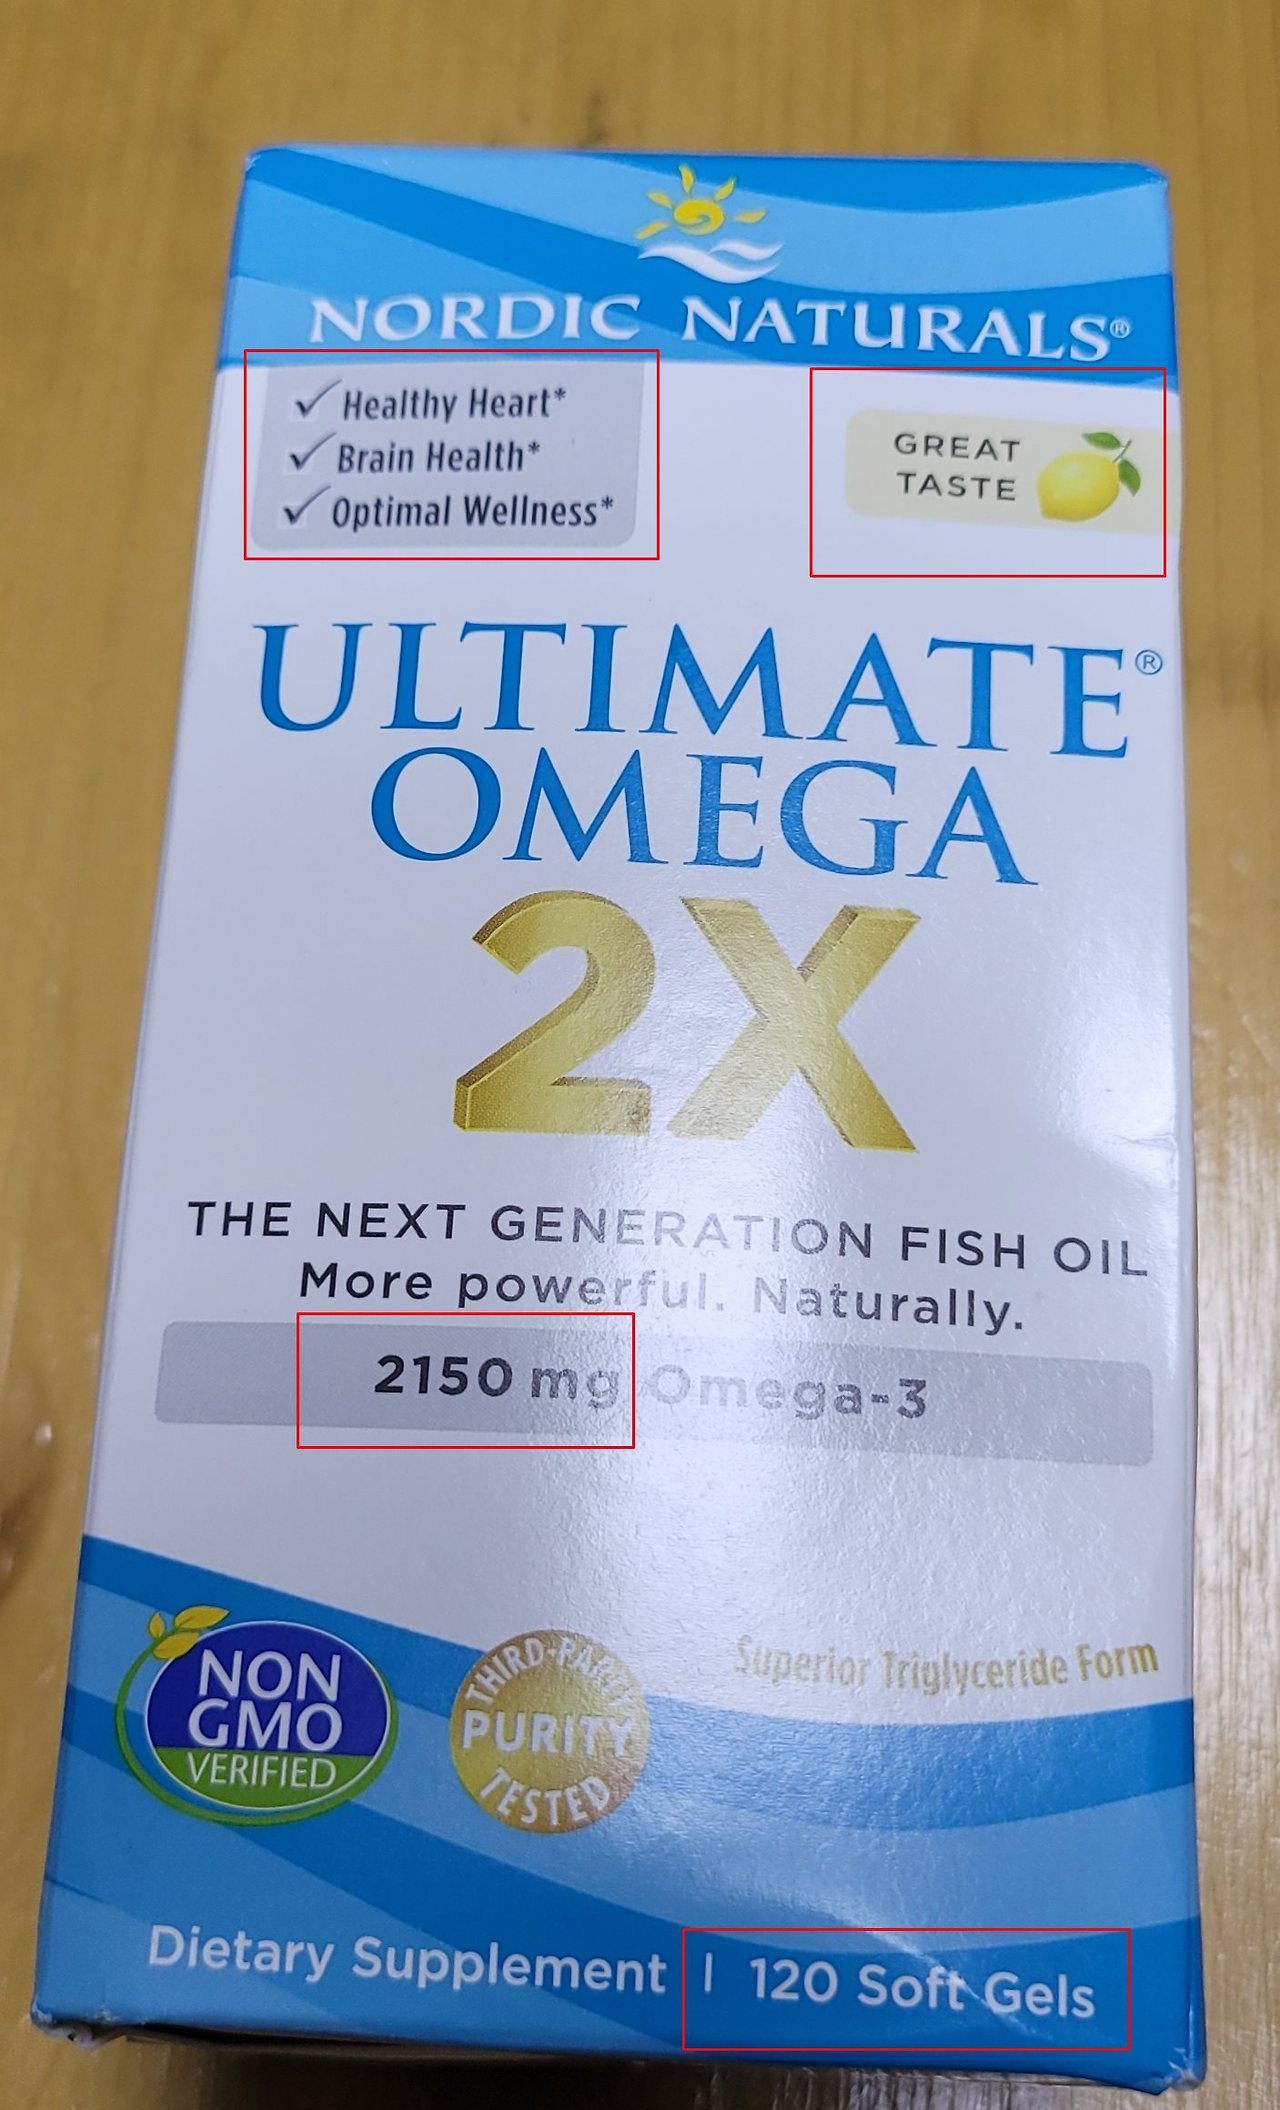 NORDIC NATURALS®
✓ Healthy Heart*
✓ Brain Health*
✓ Optimal Wellness*
GREAT
TASTE
ULTIMATE®
OMEGA
2X
THE NEXT GENERATION FISH OIL
More powerful. Naturally.
2150 mg Omega-3
NON
GMO
VERIFIED
THIRD-PARTY
PURITY
TESTED
Superior Triglyceride Form
Dietary Supplement | 120 Soft Gels